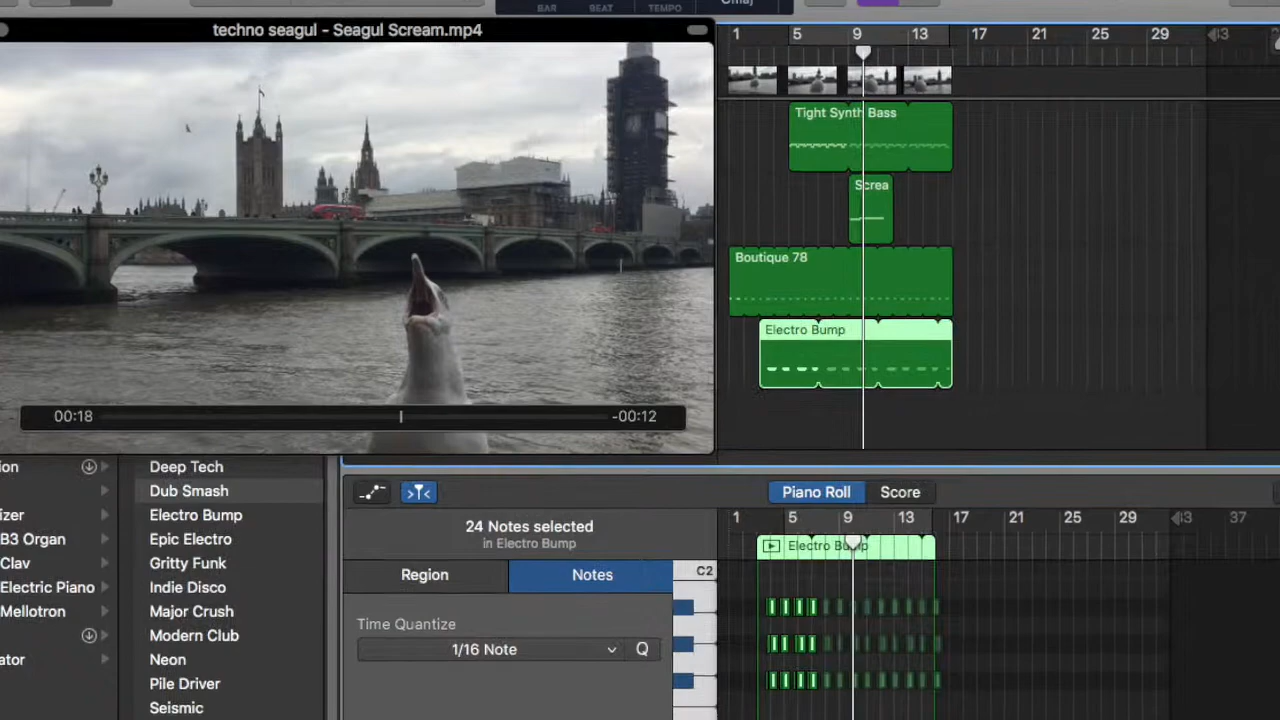 BAR BEAT TEMPO Cmaj
techno seagul - Seagul Scream.mp4
1 5 9 13 17 21 25 29 33
Tight Synth Bass
Screa
Boutique 78
Electro Bump
00:18 -00:12
Deep Tech
Dub Smash
Electro Bump
B3 Organ
Epic Electro
Clav
Gritty Funk
Electric Piano
Indie Disco
Mellotron
Major Crush
Modern Club
Neon
Pile Driver
Seismic
Piano Roll Score
24 Notes selected
in Electro Bump
1 5 9 13 17 21 25 29 33 37
Electro Bump
Region Notes
C2
Time Quantize
1/16 Note Q